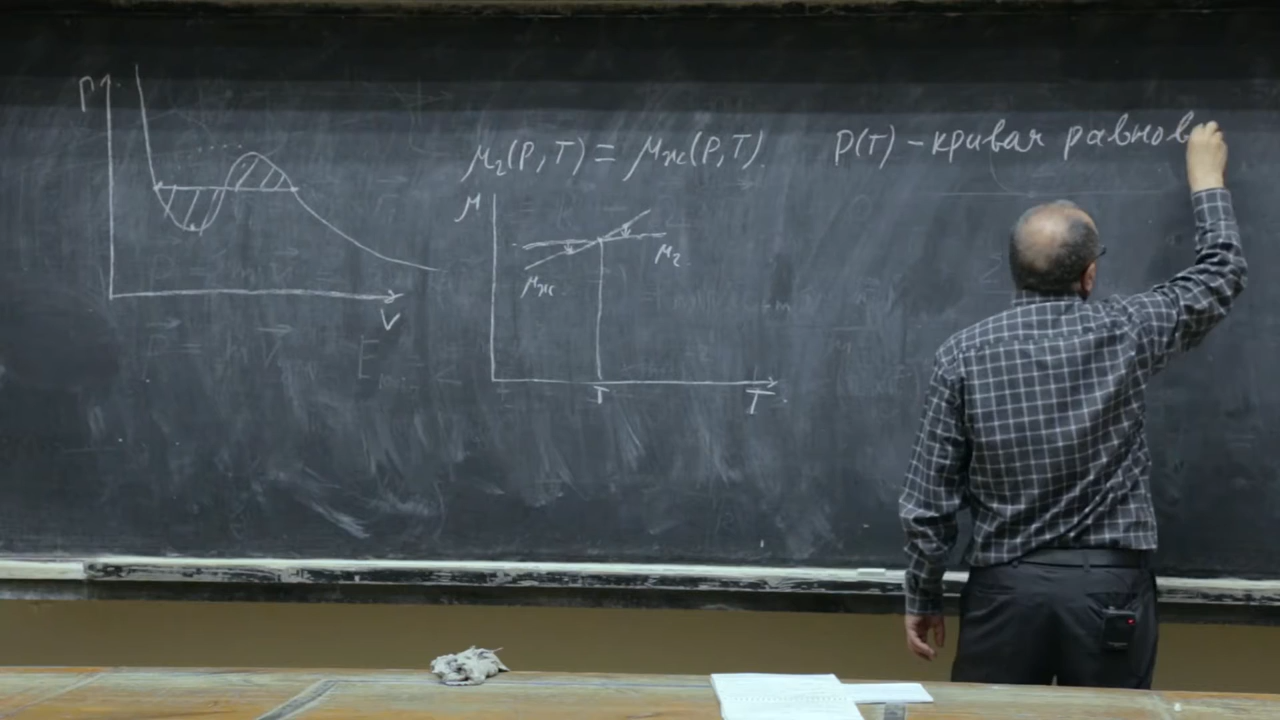 P
V
μг(P,T) = μж(P,T).
P(T) – кривая равнов
μ
μг
μж
T
T